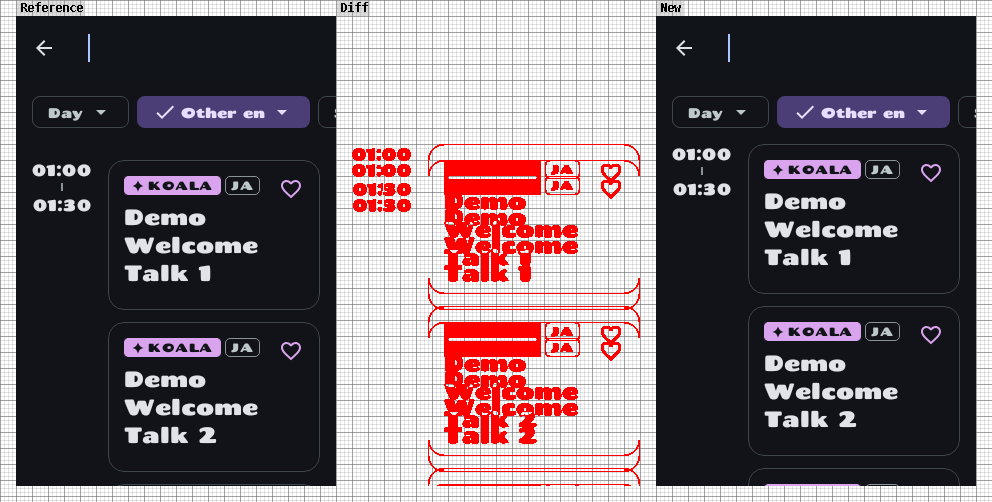 Reference
Diff
New
Day
Other en
01:00
01:30
KOALA
JA
Demo
Welcome
Talk 1
KOALA
JA
Demo
Welcome
Talk 2
01:00
01:00
01:30
01:30
JA
JA
Demo
Demo
Welcome
Welcome
Talk 1
Talk 1
JA
JA
Demo
Demo
Welcome
Welcome
Talk 2
Talk 2
Day
Other en
01:00
01:30
KOALA
JA
Demo
Welcome
Talk 1
KOALA
JA
Demo
Welcome
Talk 2